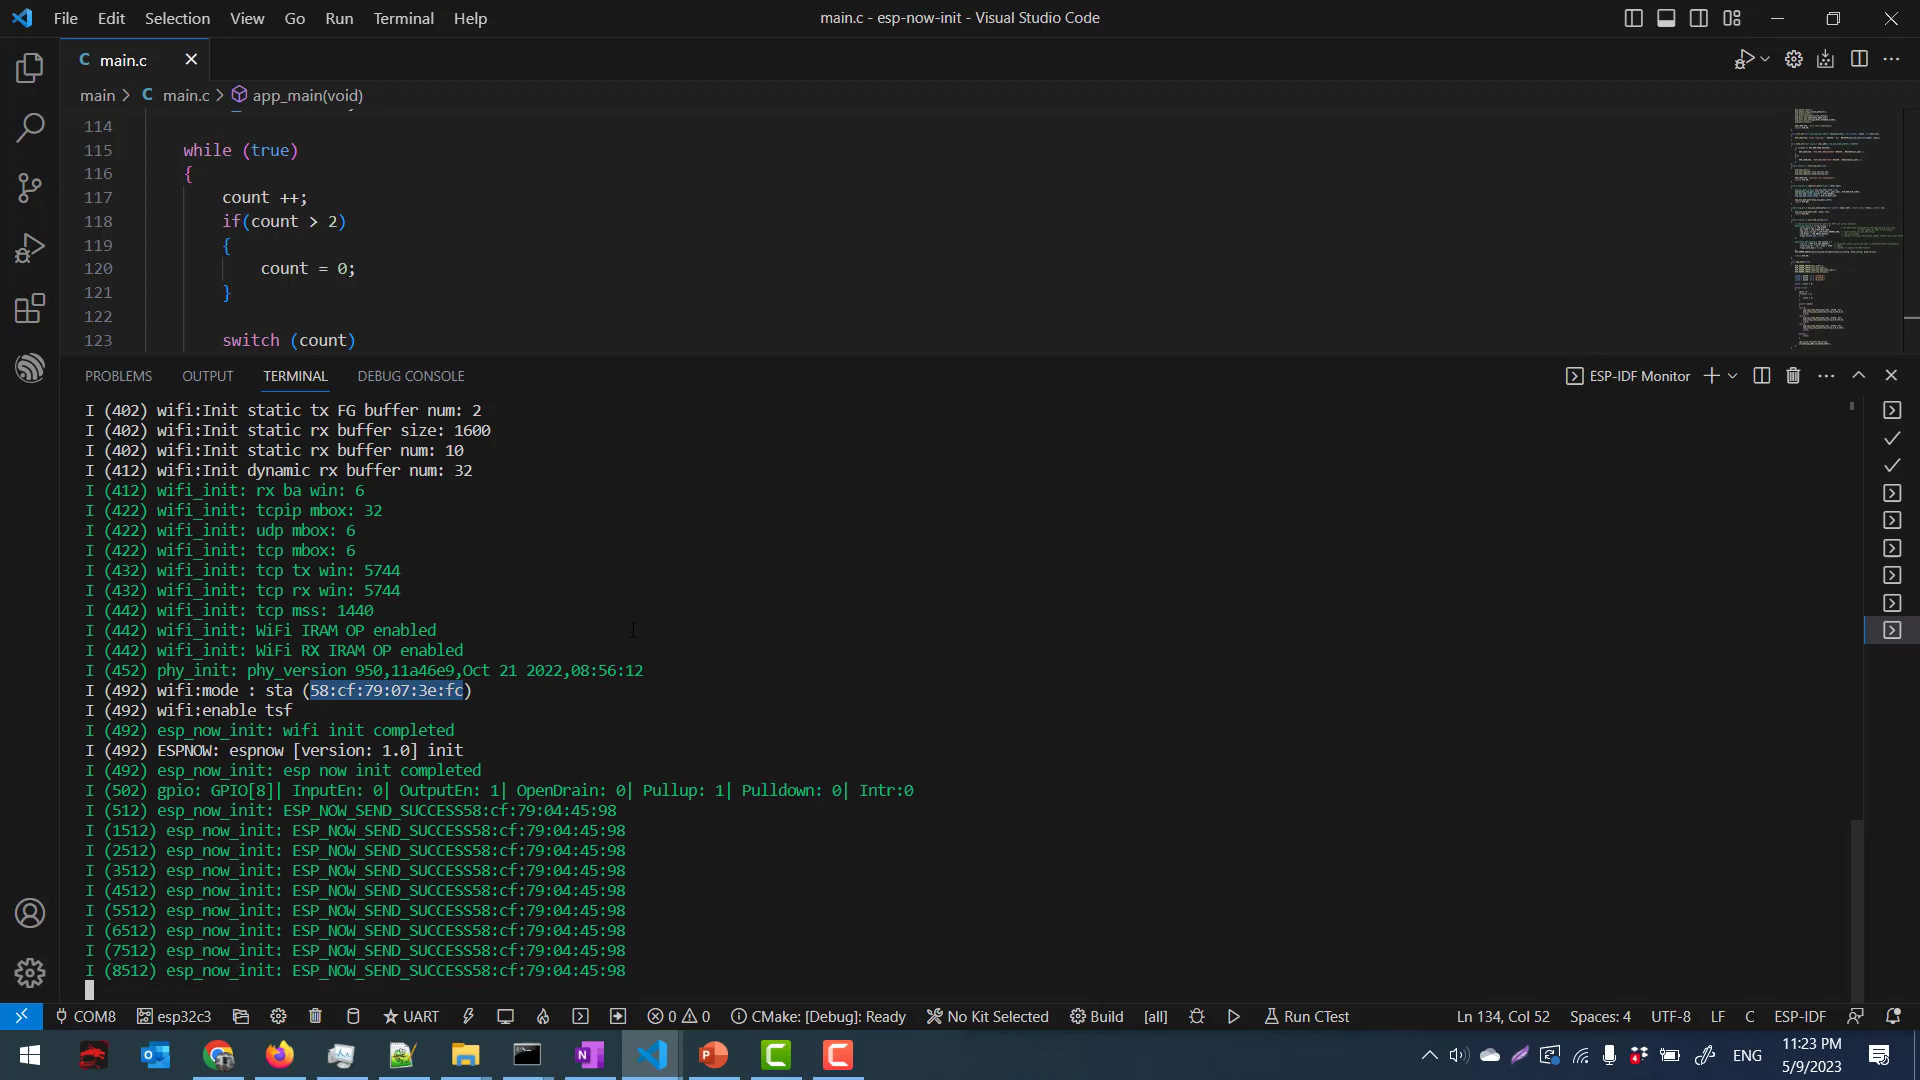 File Edit Selection View Go Run Terminal Help
main.c - esp-now-init - Visual Studio Code
C main.c
main > C main.c > app_main(void)
114
115 while (true)
116 {
117 count ++;
118 if(count > 2)
119 {
120 count = 0;
121 }
122
123 switch (count)
PROBLEMS OUTPUT TERMINAL DEBUG CONSOLE
ESP-IDF Monitor
I (402) wifi:Init static tx FG buffer num: 2
I (402) wifi:Init static rx buffer size: 1600
I (402) wifi:Init static rx buffer num: 10
I (412) wifi:Init dynamic rx buffer num: 32
I (412) wifi_init: rx ba win: 6
I (422) wifi_init: tcpip mbox: 32
I (422) wifi_init: udp mbox: 6
I (422) wifi_init: tcp mbox: 6
I (432) wifi_init: tcp tx win: 5744
I (432) wifi_init: tcp rx win: 5744
I (442) wifi_init: tcp mss: 1440
I (442) wifi_init: WiFi IRAM OP enabled
I (442) wifi_init: WiFi RX IRAM OP enabled
I (452) phy_init: phy_version 950,11a46e9,Oct 21 2022,08:56:12
I (492) wifi:mode : sta (58:cf:79:07:3e:fc)
I (492) wifi:enable tsf
I (492) esp_now_init: wifi init completed
I (492) ESPNOW: espnow [version: 1.0] init
I (492) esp_now_init: esp now init completed
I (502) gpio: GPIO[8]| InputEn: 0| OutputEn: 1| OpenDrain: 0| Pullup: 1| Pulldown: 0| Intr:0
I (512) esp_now_init: ESP_NOW_SEND_SUCCESS58:cf:79:04:45:98
I (1512) esp_now_init: ESP_NOW_SEND_SUCCESS58:cf:79:04:45:98
I (2512) esp_now_init: ESP_NOW_SEND_SUCCESS58:cf:79:04:45:98
I (3512) esp_now_init: ESP_NOW_SEND_SUCCESS58:cf:79:04:45:98
I (4512) esp_now_init: ESP_NOW_SEND_SUCCESS58:cf:79:04:45:98
I (5512) esp_now_init: ESP_NOW_SEND_SUCCESS58:cf:79:04:45:98
I (6512) esp_now_init: ESP_NOW_SEND_SUCCESS58:cf:79:04:45:98
I (7512) esp_now_init: ESP_NOW_SEND_SUCCESS58:cf:79:04:45:98
I (8512) esp_now_init: ESP_NOW_SEND_SUCCESS58:cf:79:04:45:98
COM8 esp32c3 UART 0 0 CMake: [Debug]: Ready No Kit Selected Build [all] Run CTest Ln 134, Col 52 Spaces: 4 UTF-8 LF C ESP-IDF
ENG
11:23 PM
5/9/2023